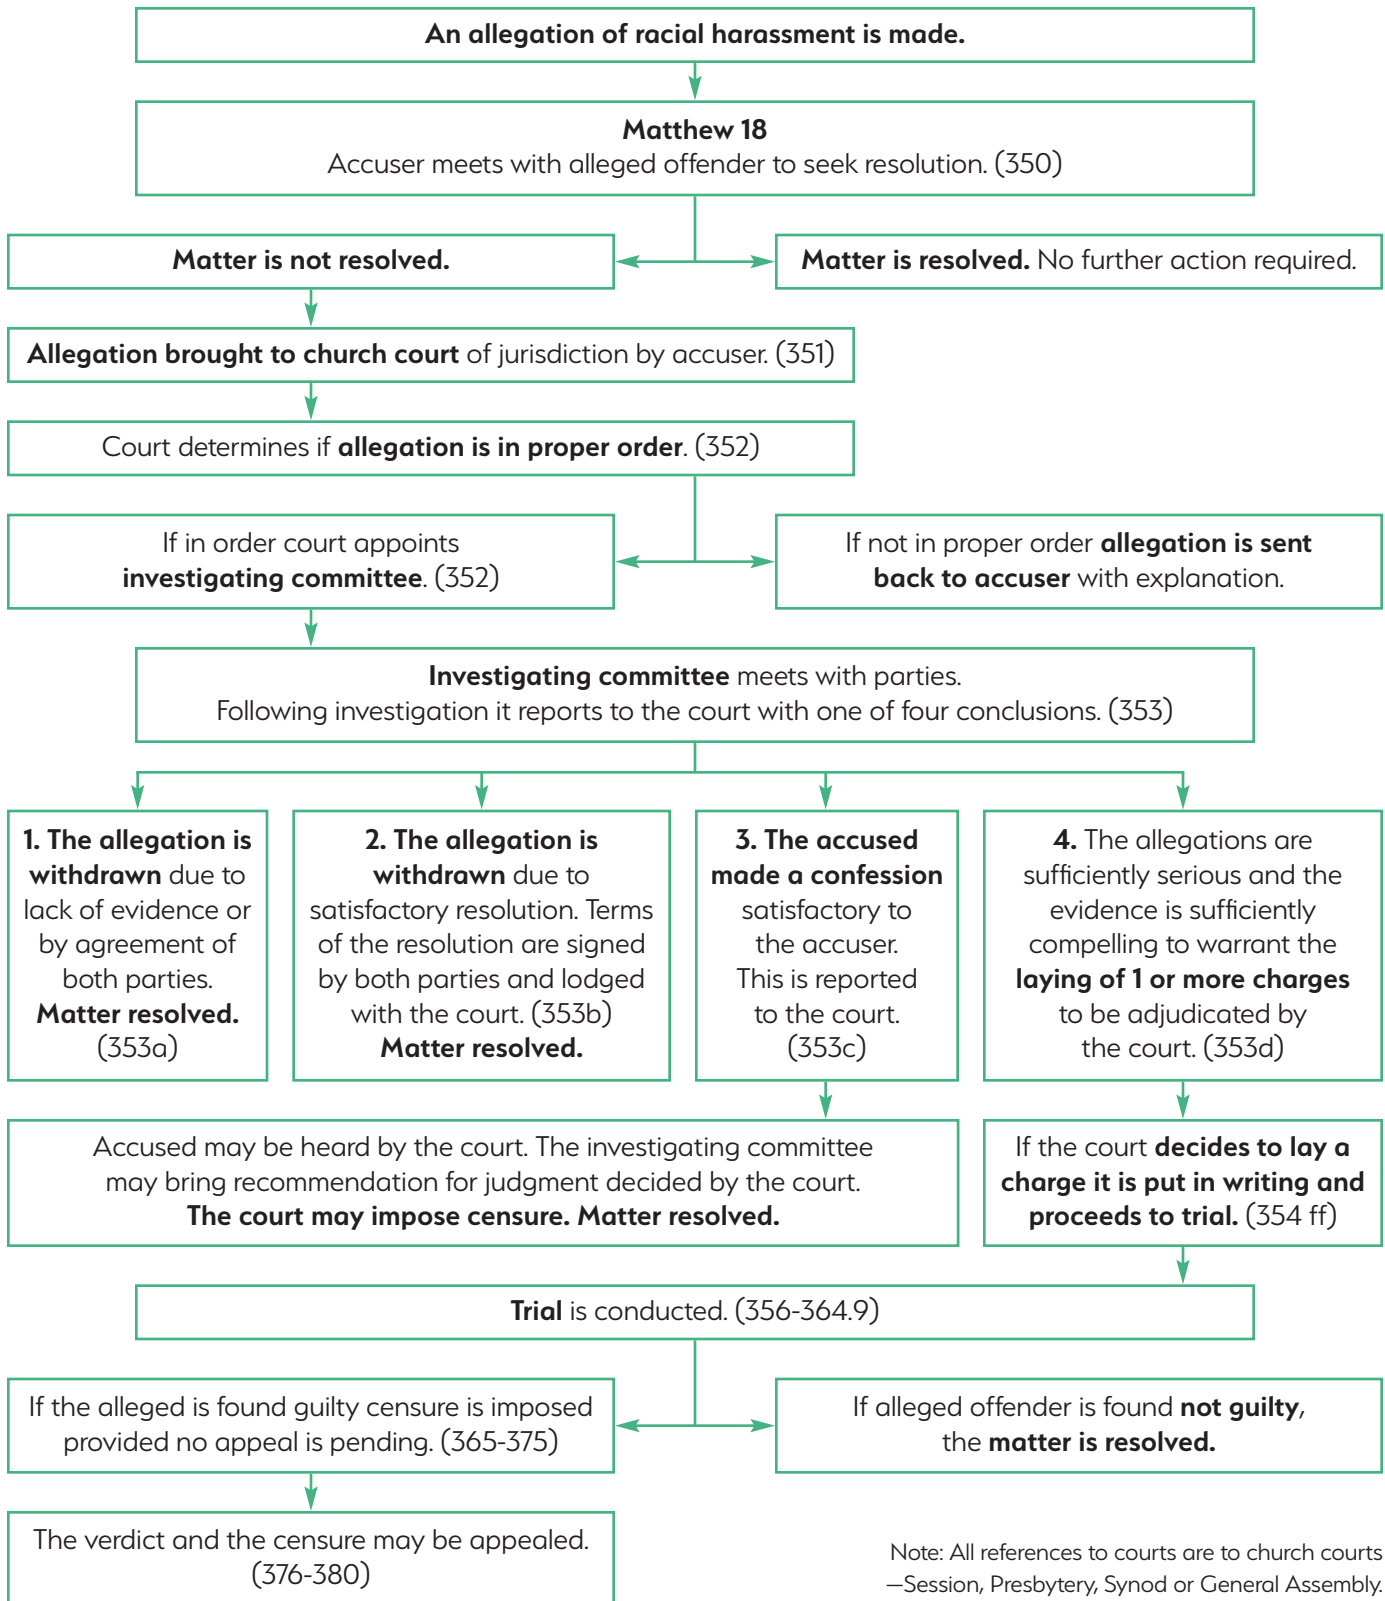 An allegation of racial harassment is made.
Matthew 18
Accuser meets with alleged offender to seek resolution. (350)
Matter is not resolved.
Matter is resolved. No further action required.
Allegation brought to church court of jurisdiction by accuser. (351)
Court determines if allegation is in proper order. (352)
If in order court appoints
investigating committee. (352)
If not in proper order allegation is sent
back to accuser with explanation.
Investigating committee meets with parties.
Following investigation it reports to the court with one of four conclusions. (353)
1. The allegation is
withdrawn due to
lack of evidence or
by agreement of
both parties.
Matter resolved.
(353a)
2. The allegation is
withdrawn due to
satisfactory resolution. Terms
of the resolution are signed
by both parties and lodged
with the court. (353b)
Matter resolved.
3. The accused
made a confession
satisfactory to
the accuser.
This is reported
to the court.
(353c)
4. The allegations are
sufficiently serious and the
evidence is sufficiently
compelling to warrant the
laying of 1 or more charges
to be adjudicated by
the court. (353d)
Accused may be heard by the court. The investigating committee
may bring recommendation for judgment decided by the court.
The court may impose censure. Matter resolved.
If the court decides to lay a
charge it is put in writing and
proceeds to trial. (354 ff)
Trial is conducted. (356-364.9)
If the alleged is found guilty censure is imposed
provided no appeal is pending. (365-375)
If alleged offender is found not guilty,
the matter is resolved.
The verdict and the censure may be appealed.
(376-380)
Note: All references to courts are to church courts
—Session, Presbytery, Synod or General Assembly.